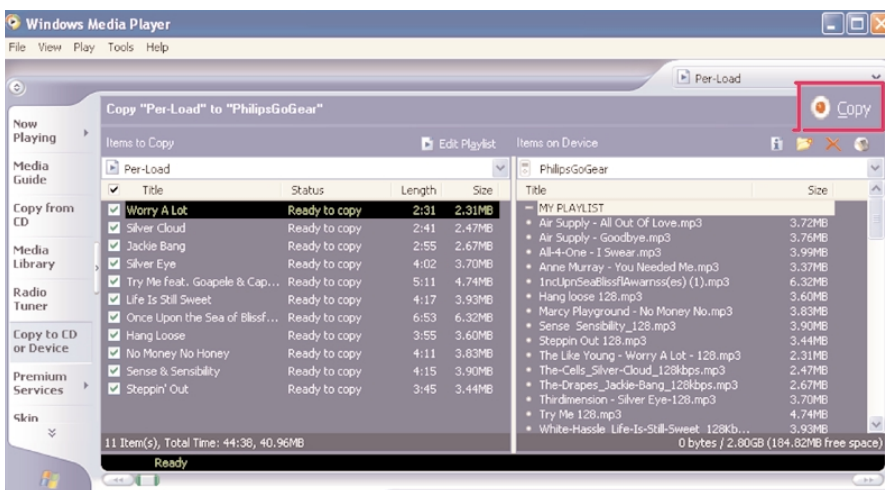 Windows Media Player
File View Play Tools Help
Per-Load
Copy "Per-Load" to "PhilipsGoGear"
Copy
Now Playing
Media Guide
Copy from CD
Media Library
Radio Tuner
Copy to CD or Device
Premium Services
Skin
Items to Copy
Edit Playlist
Per-Load
Title Status Length Size
Worry A Lot Ready to copy 2:31 2.31MB
Silver Cloud Ready to copy 2:41 2.47MB
Jackie Bang Ready to copy 2:55 2.67MB
Silver Eye Ready to copy 4:02 3.70MB
Try Me feat. Goapele & Cap... Ready to copy 5:11 4.74MB
Life Is Still Sweet Ready to copy 4:17 3.93MB
Once Upon the Sea of Blissf... Ready to copy 6:53 6.32MB
Hang Loose Ready to copy 3:55 3.60MB
No Money No Honey Ready to copy 4:11 3.83MB
Sense & Sensibility Ready to copy 4:15 3.90MB
Steppin' Out Ready to copy 3:45 3.44MB
11 Item(s), Total Time: 44:38, 40.96MB
Items on Device
PhilipsGoGear
Title Size
MY PLAYLIST
Air Supply - All Out Of Love.mp3 3.72MB
Air Supply - Goodbye.mp3 3.76MB
All-4-One - I Swear.mp3 3.99MB
Anne Murray - You Needed Me.mp3 3.37MB
1ncUpnSeaBlissflAwarnss(es) (1).mp3 6.32MB
Hang loose 128.mp3 3.60MB
Marcy Playground - No Money No.mp3 3.83MB
Sense Sensibility_128.mp3 3.90MB
Steppin Out 128.mp3 3.44MB
The Like Young - Worry A Lot - 128.mp3 2.31MB
The-Cells_Silver-Cloud_128kbps.mp3 2.47MB
The-Drapes_Jackie-Bang_128kbps.mp3 2.67MB
Thirdimension - Silver Eye-128.mp3 3.70MB
Try Me 128.mp3 4.74MB
White-Hassle_Life-Is-Still-Sweet_128Kb... 3.93MB
0 bytes / 2.80GB (184.82MB free space)
Ready